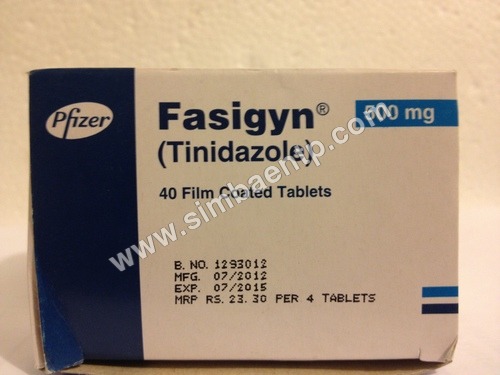 Pfizer
Fasigyn® 500 mg
(Tinidazole)
40 Film Coated Tablets
www.simbaemp.com
B. NO. 1293012
MFG. 07/2012
EXP. 07/2015
MRP RS. 23.30 PER 4 TABLETS